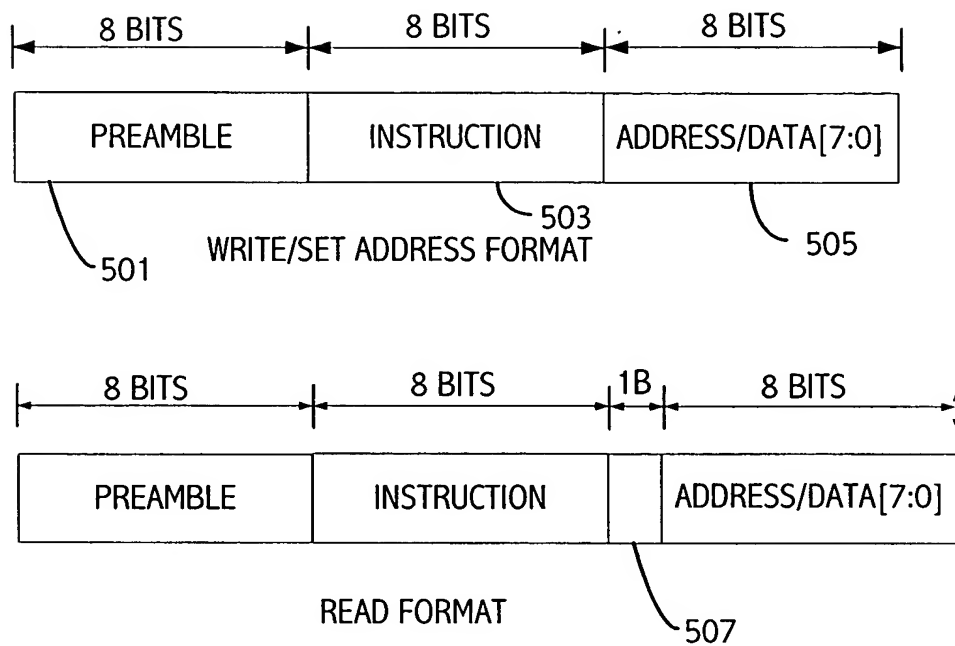 8 BITS 8 BITS 8 BITS
PREAMBLE INSTRUCTION ADDRESS/DATA[7:0]
503
WRITE/SET ADDRESS FORMAT 505
501
8 BITS 8 BITS 1B 8 BITS
PREAMBLE INSTRUCTION ADDRESS/DATA[7:0]
READ FORMAT
507